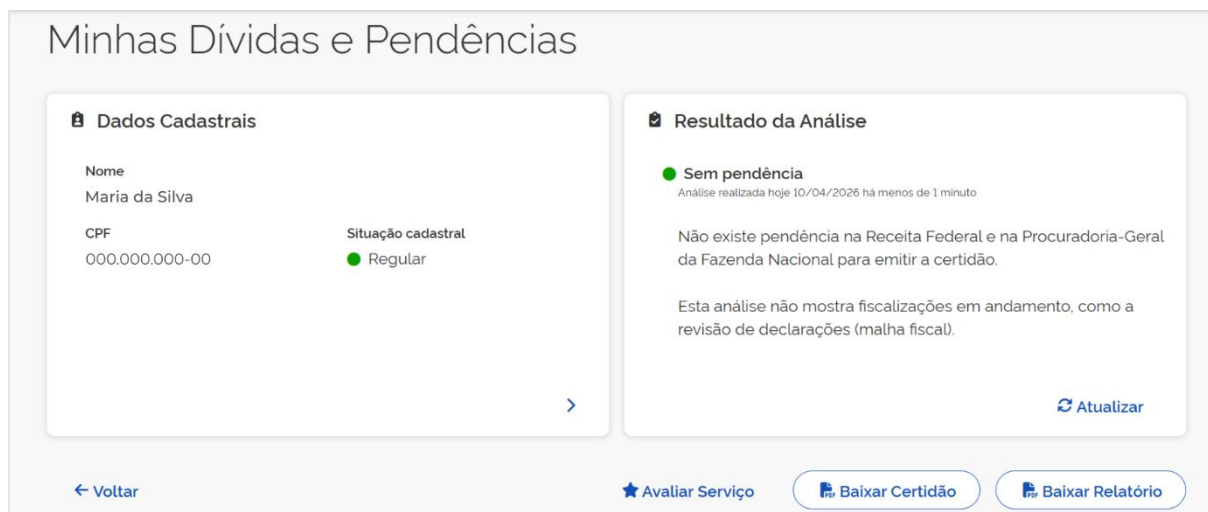 Minhas Dívidas e Pendências
Dados Cadastrais
Nome
Maria da Silva
CPF
000.000.000-00
Situação cadastral
Regular
Resultado da Análise
Sem pendência
Análise realizada hoje 10/04/2026 há menos de 1 minuto
Não existe pendência na Receita Federal e na Procuradoria-Geral
da Fazenda Nacional para emitir a certidão.
Esta análise não mostra fiscalizações em andamento, como a
revisão de declarações (malha fiscal).
Atualizar
Voltar
Avaliar Serviço
PDF Baixar Certidão
PDF Baixar Relatório